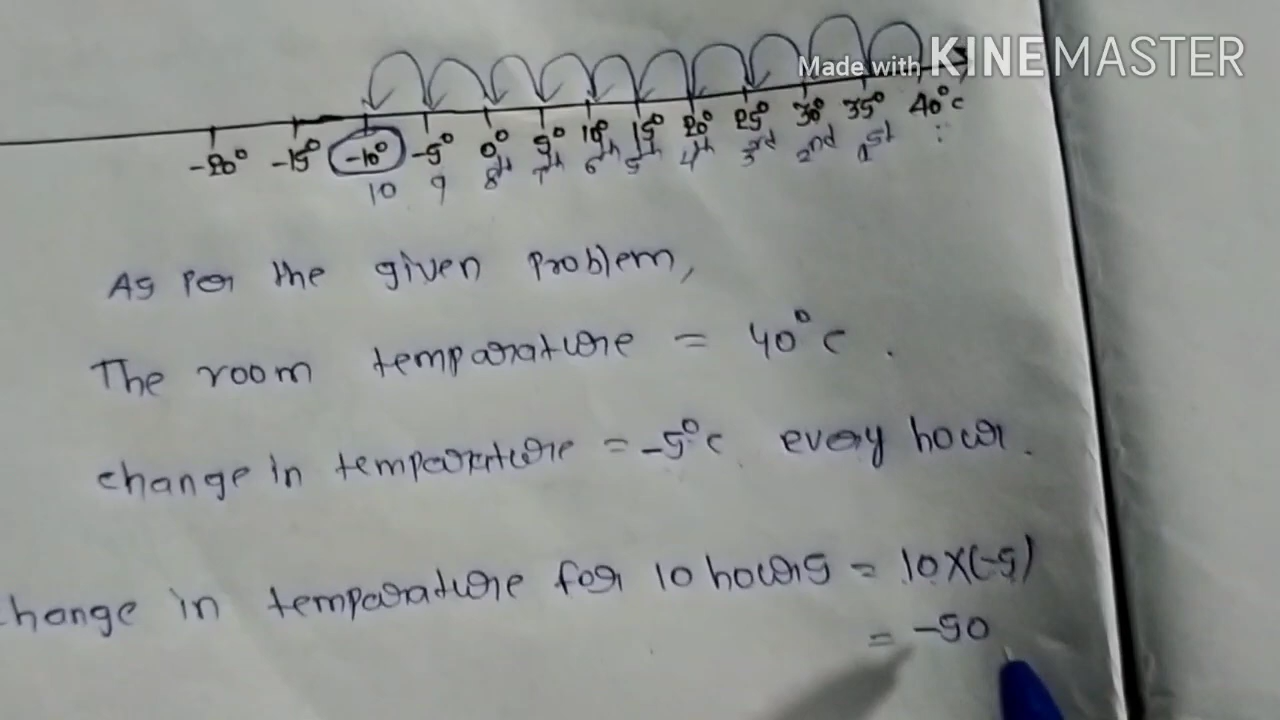 Made with KINEMASTER
-20° -15° -10° -5° 0° 5° 10° 15° 20° 25° 30° 35° 40°c
10 9 8th 7th 6th 5th 4th 3rd 2nd 1st :
As per the given problem,
The room temparature = 40°c .
change in temparature = -5°c every hour.
hange in temparature for 10 hours = 10×(-5)
= -50